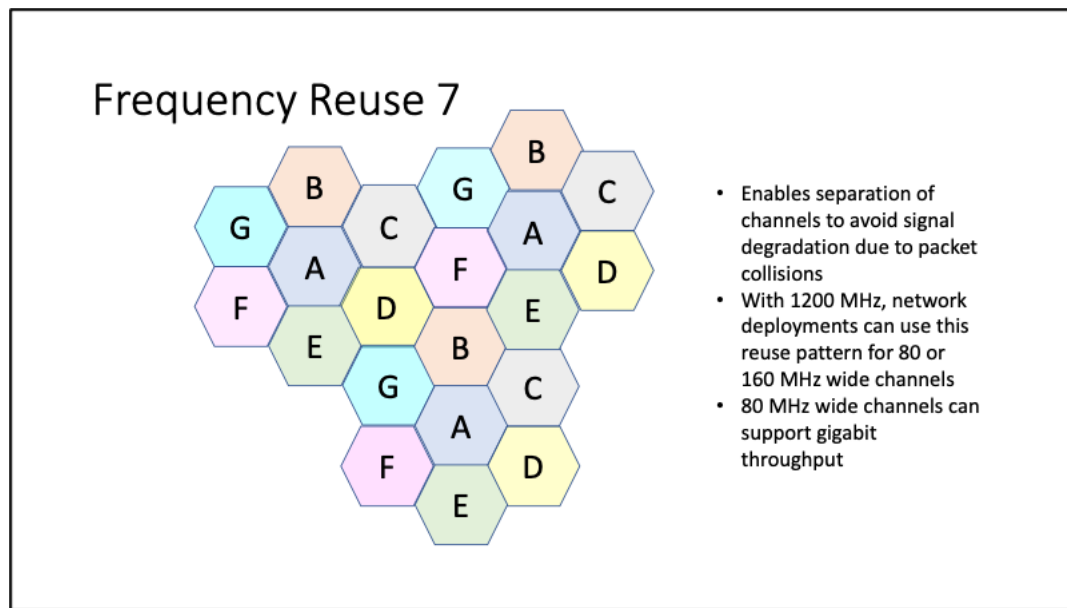 Frequency Reuse 7
B
G
B
C
G
C
A
A
F
D
F
D
E
E
B
G
C
A
F
D
E
• Enables separation of
channels to avoid signal
degradation due to packet
collisions
• With 1200 MHz, network
deployments can use this
reuse pattern for 80 or
160 MHz wide channels
• 80 MHz wide channels can
support gigabit
throughput